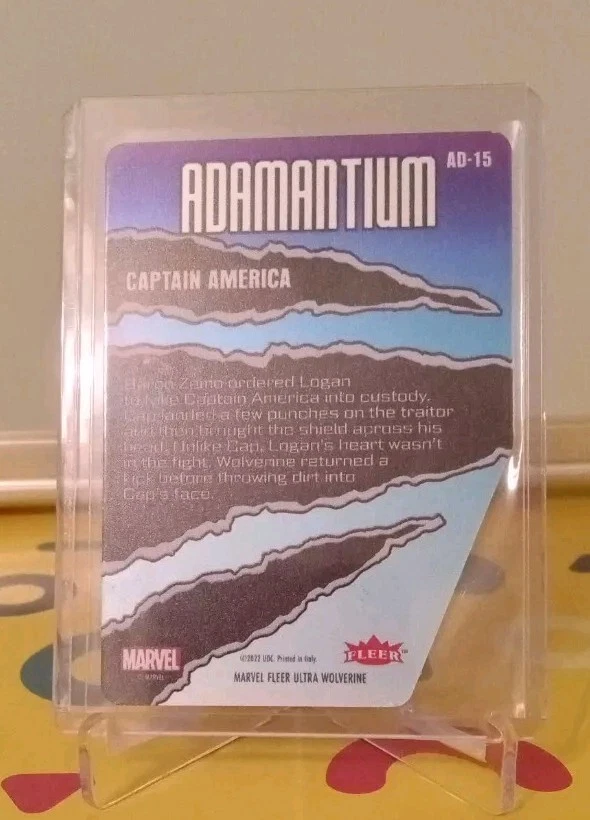 ADAMANTIUM
AD-15
CAPTAIN AMERICA
Baron Zemo ordered Logan
to take Captain America into custody.
Cap landed a few punches on the traitor
and then brought the shield across his
head. Unlike Cap, Logan's heart wasn't
in the fight. Wolverine returned a
kick before throwing dirt into
Cap's face.
MARVEL
© MARVEL
©2022 UDC. Printed in Italy
MARVEL FLEER ULTRA WOLVERINE
FLEER